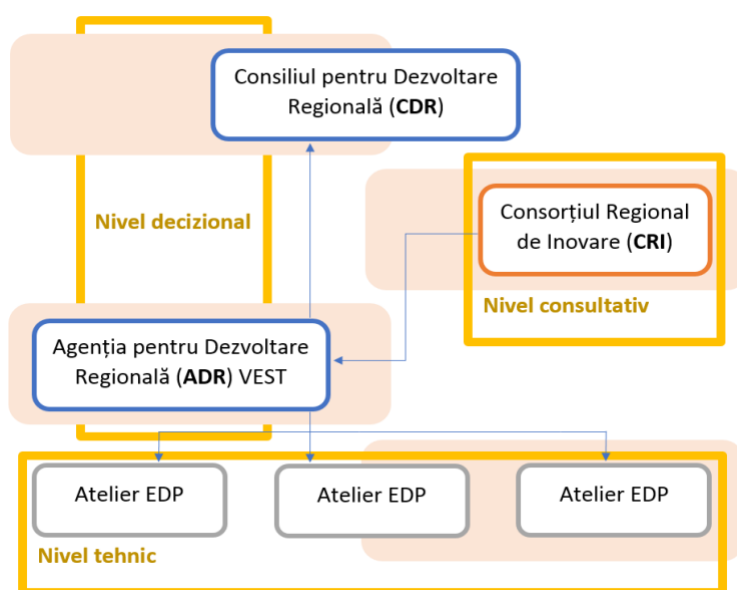 Consiliul pentru Dezvoltare
Regională (CDR)
Nivel decizional
Consorțiul Regional
de Inovare (CRI)
Nivel consultativ
Agenția pentru Dezvoltare
Regională (ADR) VEST
Atelier EDP
Atelier EDP
Atelier EDP
Nivel tehnic